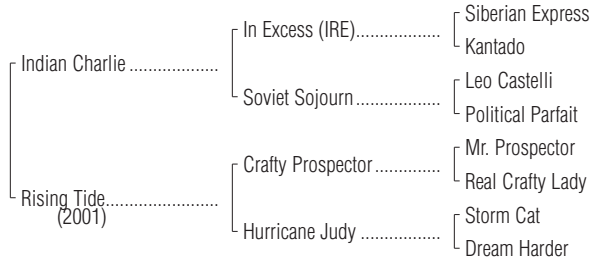 Siberian Express
In Excess (IRE)..................
Kantado
Indian Charlie ...................
Leo Castelli
Soviet Sojourn ..................
Political Parfait
Mr. Prospector
Crafty Prospector..............
Real Crafty Lady
Rising Tide........................
(2001)
Storm Cat
Hurricane Judy .................
Dream Harder